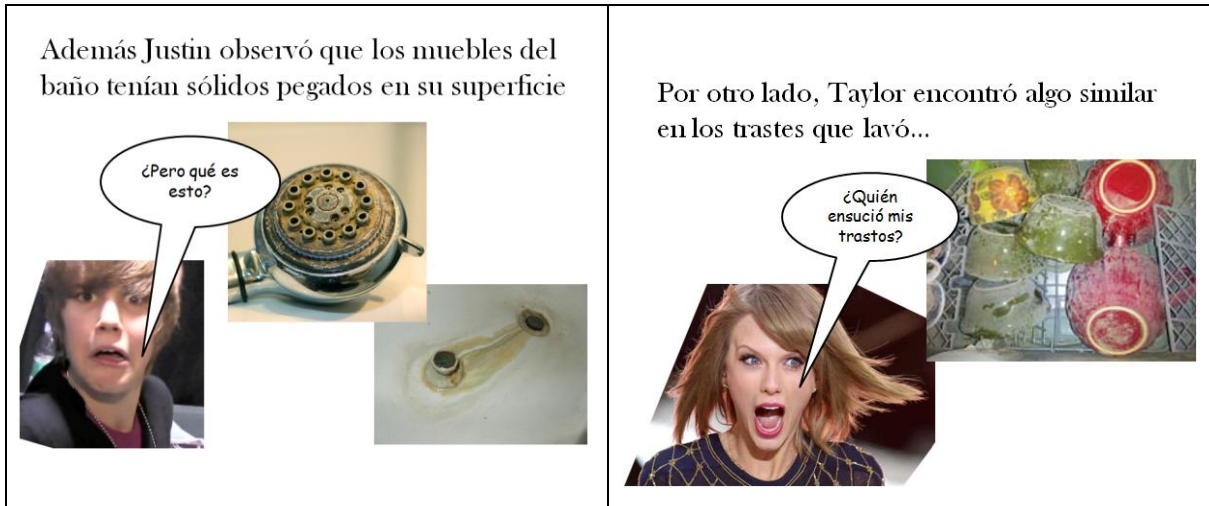 Además Justin observó que los muebles del
baño tenían sólidos pegados en su superficie
¿Pero qué es
esto?
Por otro lado, Taylor encontró algo similar
en los trastes que lavó...
¿Quién
ensució mis
trastos?